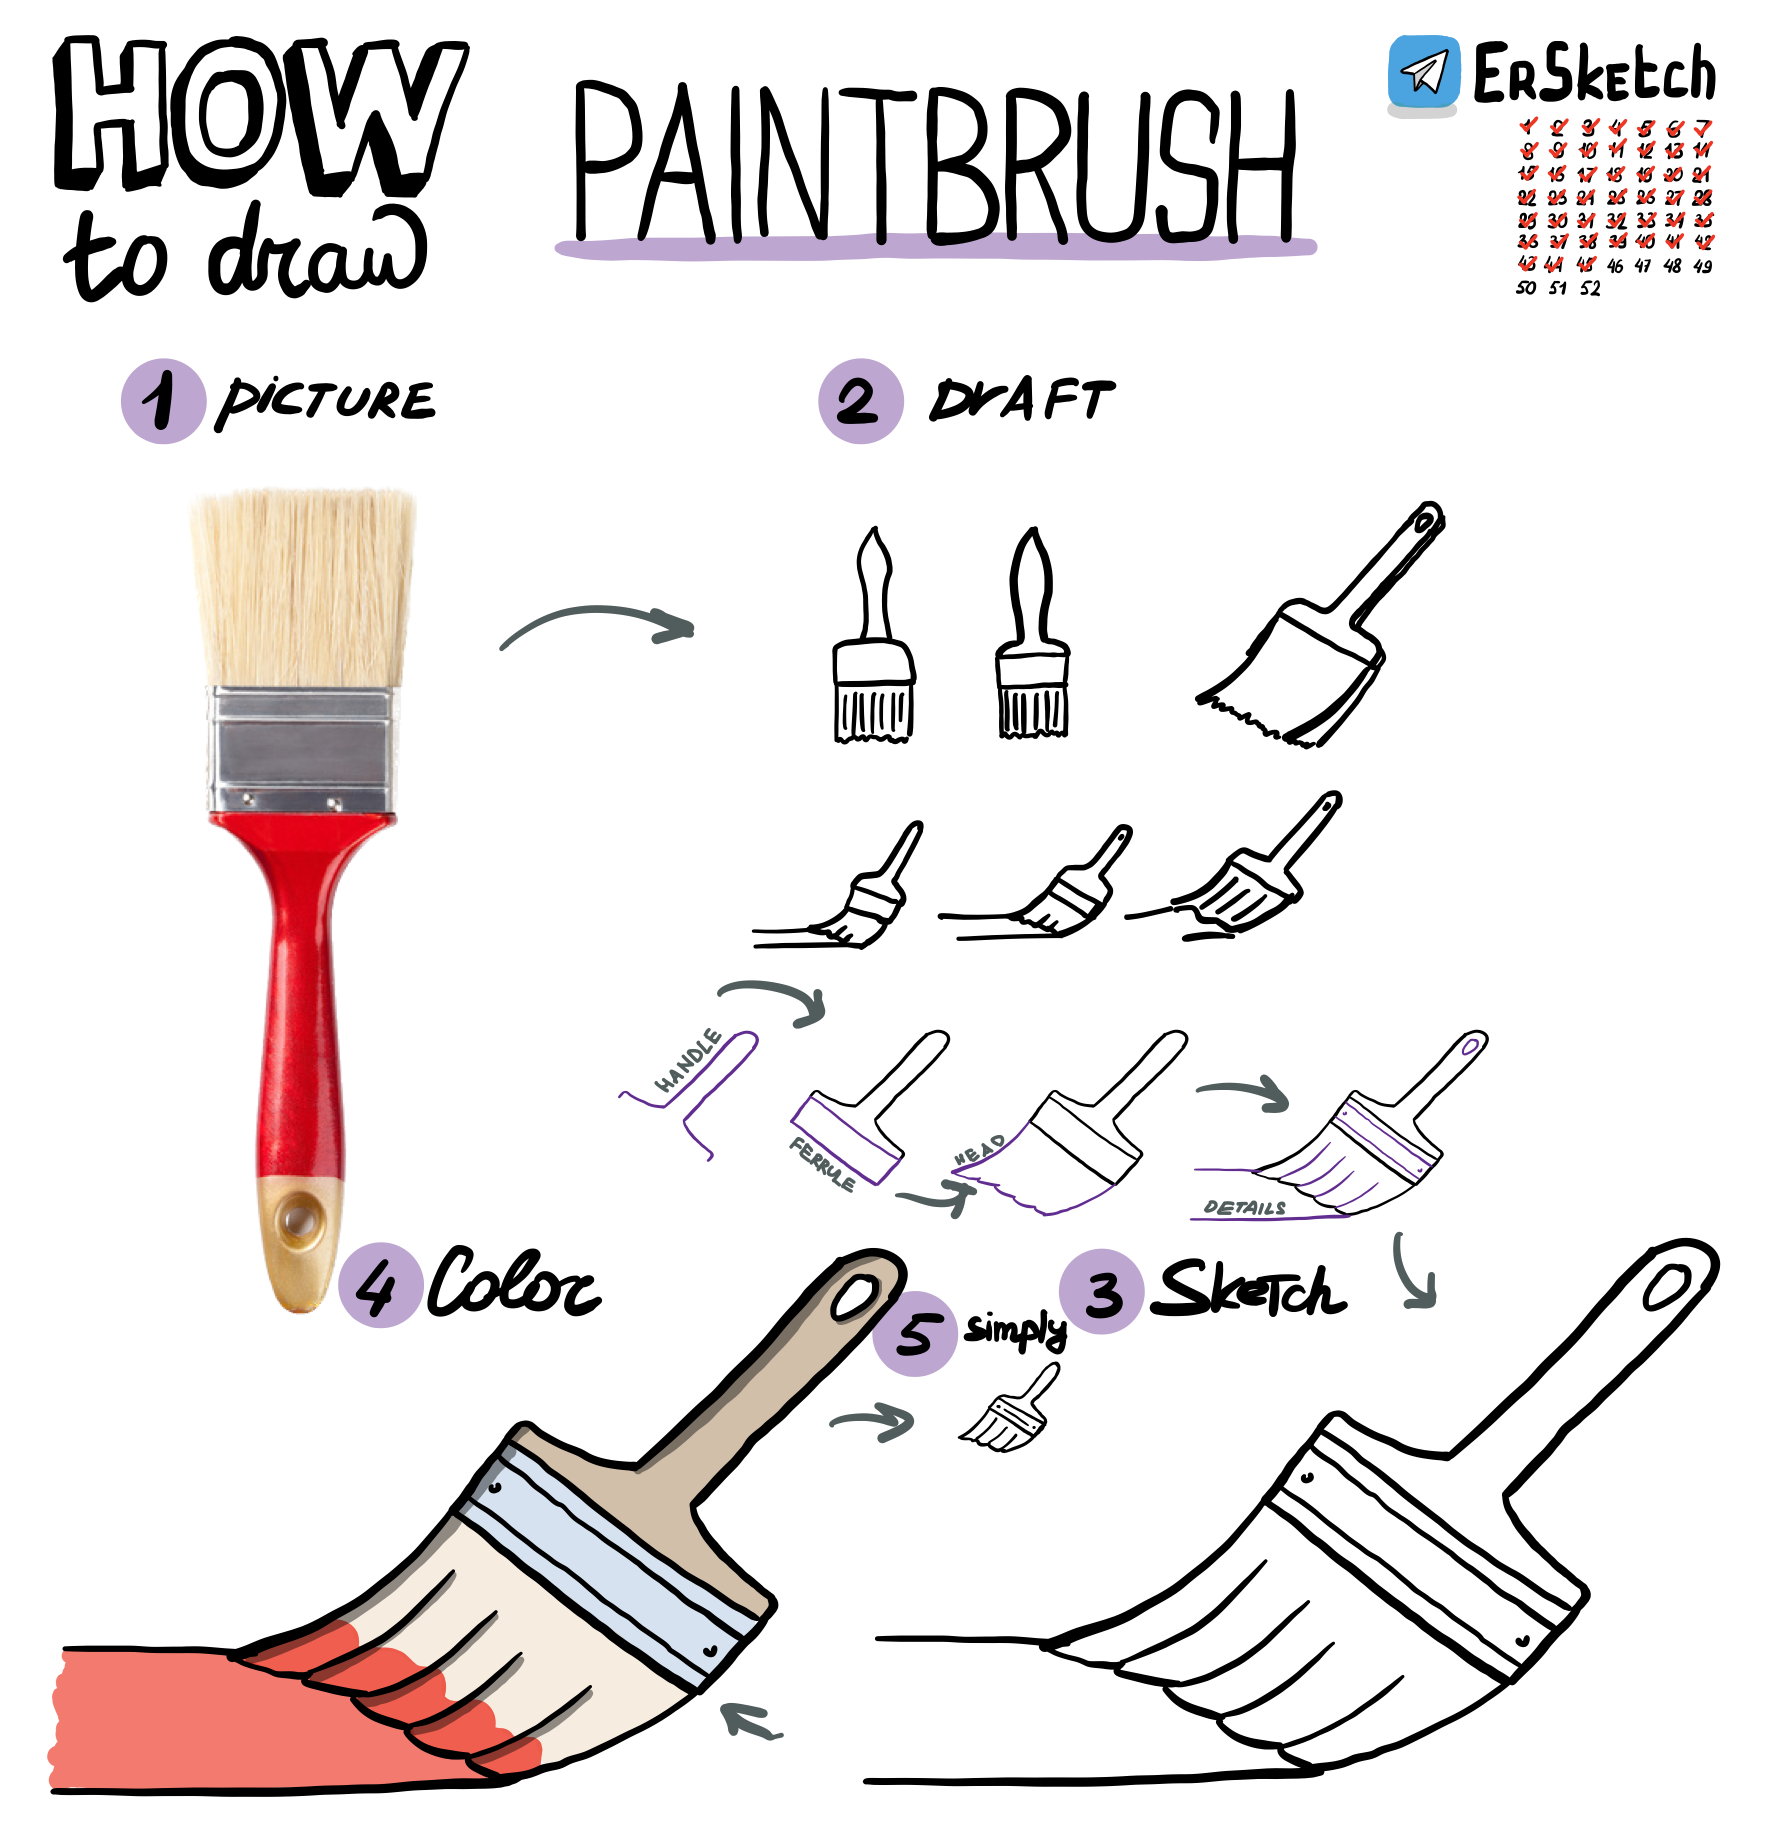 HOW
to draw
PAINTBRUSH
ERSketch
1 2 3 4 5 6 7
8 9 10 11 12 13 14
15 16 17 18 19 20 21
22 23 24 25 26 27 28
29 30 31 32 33 34 35
36 37 38 39 40 41 42
43 44 45 46 47 48 49
50 51 52
1 PICTURE
2 DRAFT
HANDLE
FERRULE
HEAD
DETAILS
4 Color
5 simply
3 Sketch